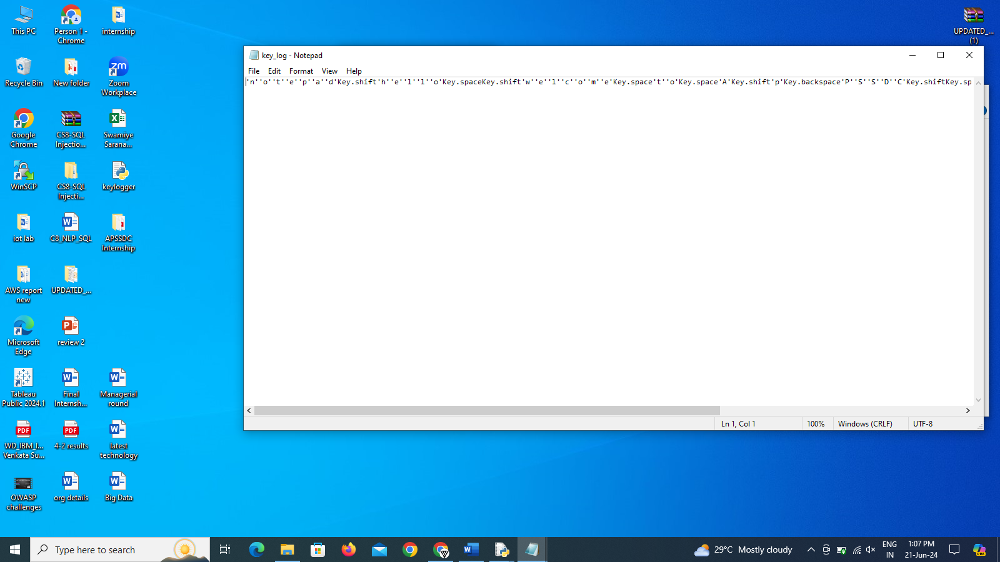 This PC
Person 1 -
Chrome
internship
UPDATED_...
(1)
Recycle Bin
New folder
zm
Zoom
Workplace
Google
Chrome
CS8-SQL
Injectio...
Swamiye
Sarana...
WinSCP
CS8-SQL
Injecti...
keylogger
iot lab
C8_NLP_SQL
APSSDC
Internship
AWS report
new
UPDATED_...
Microsoft
Edge
review 2
Tableau
Public 2024.1
Final
Internsh...
Managerial
round
PDF
WD_IBM_I...
Venkata Su...
PDF
4-2 results
latest
technology
OWASP
challenges
org details
Big Data
key_log - Notepad
File Edit Format View Help
'n''o''t''e''p''a''d'Key.shift'h''e''l''l''o'Key.spaceKey.shift'w''e''l''c''o''m''e'Key.space't''o'Key.space'A'Key.shift'p'Key.backspace'P''S''S''D''C'Key.shiftKey.sp
Ln 1, Col 1 100% Windows (CRLF) UTF-8
Type here to search
29°C Mostly cloudy
ENG
IN
1:07 PM
21-Jun-24
PRE